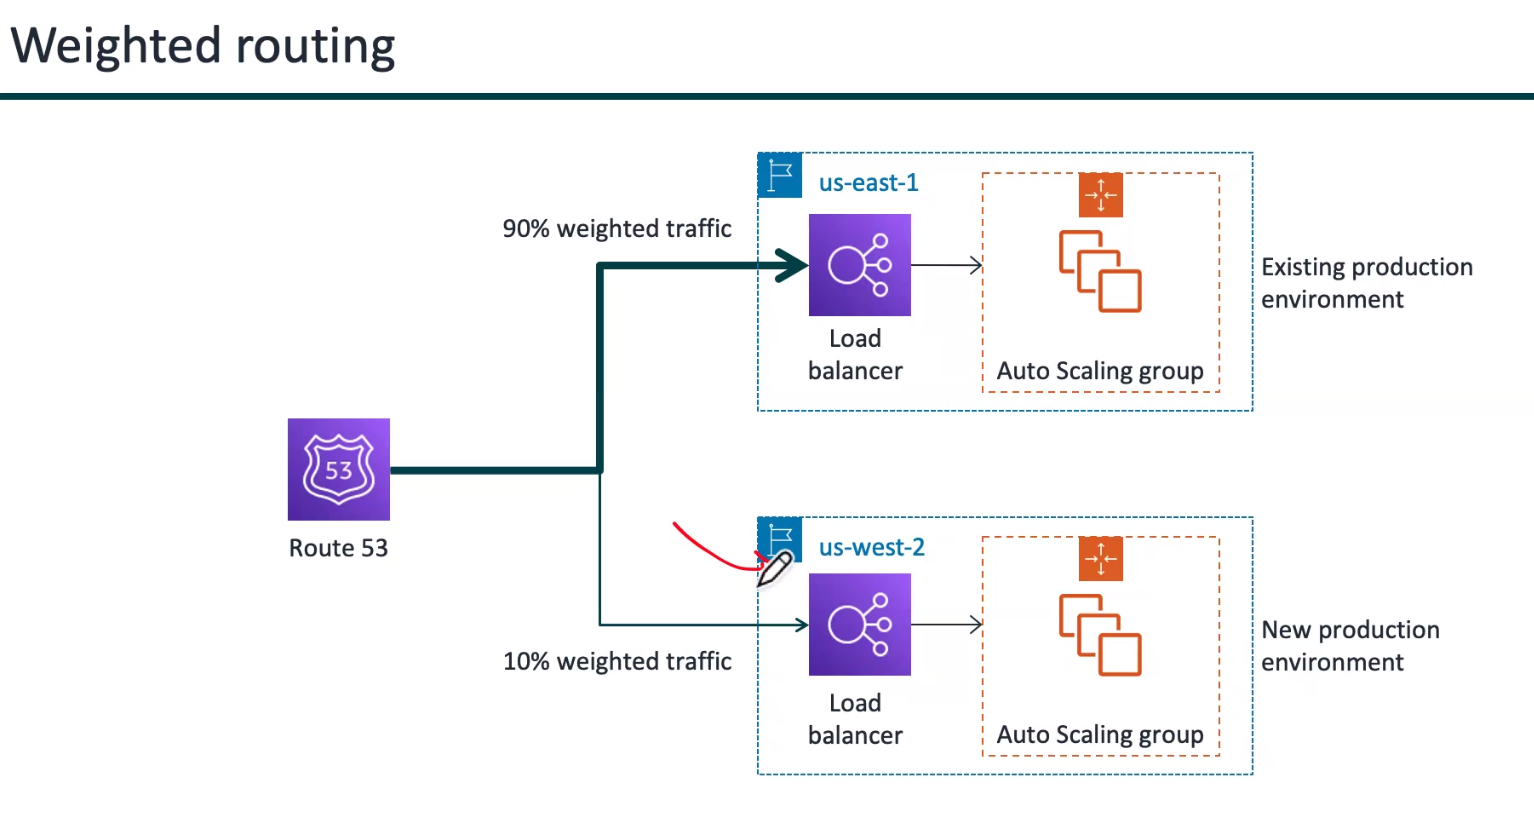 Weighted routing
us-east-1
90% weighted traffic
Existing production
environment
Load
balancer
Auto Scaling group
53
Route 53
us-west-2
10% weighted traffic
New production
environment
Load
balancer
Auto Scaling group